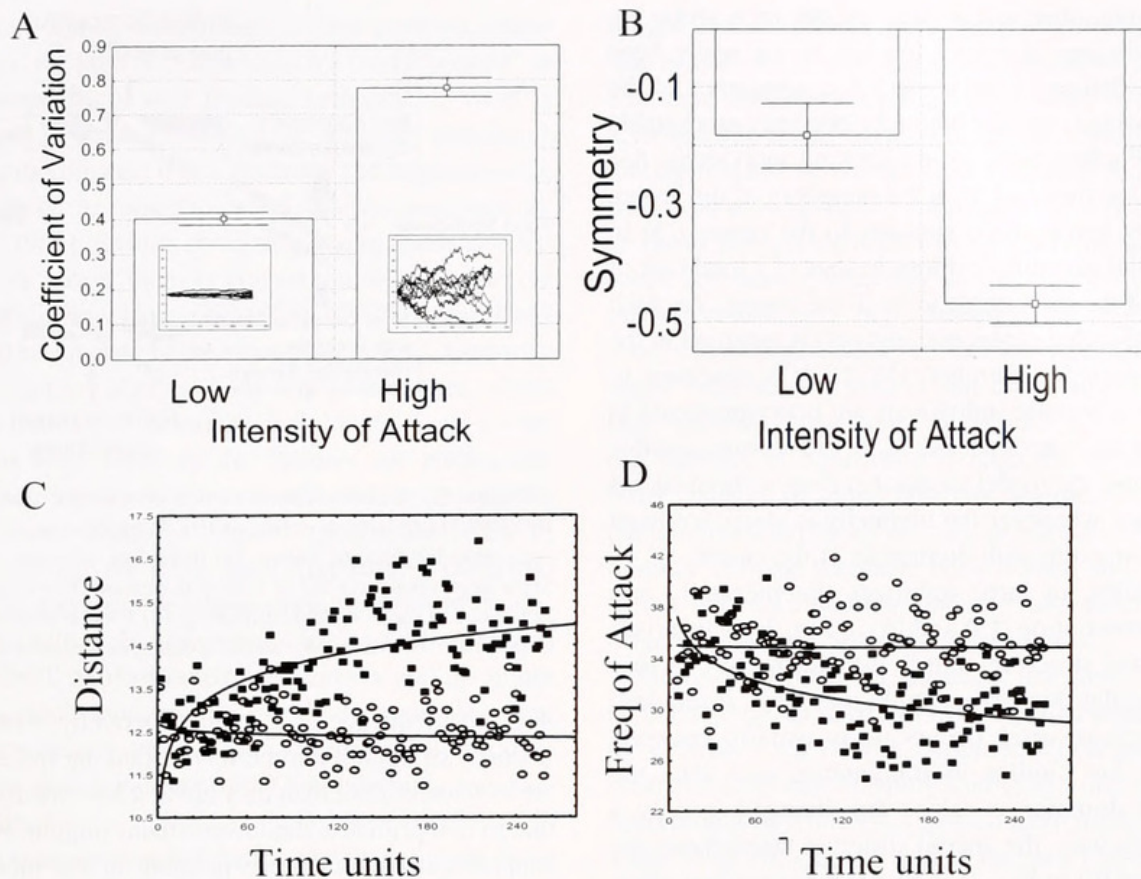 A
Coefficient of Variation
0.9
0.8
0.7
0.6
0.5
0.4
0.3
0.2
0.1
0.0
Low High
Intensity of Attack
B
Symmetry
-0.1
-0.3
-0.5
Low High
Intensity of Attack
C
Distance
17.5
16.5
15.5
14.5
13.5
12.5
11.5
10.5
0 60 120 180 240
Time units
D
Freq of Attack
46
42
38
34
30
26
22
0 60 120 180 240
Time units